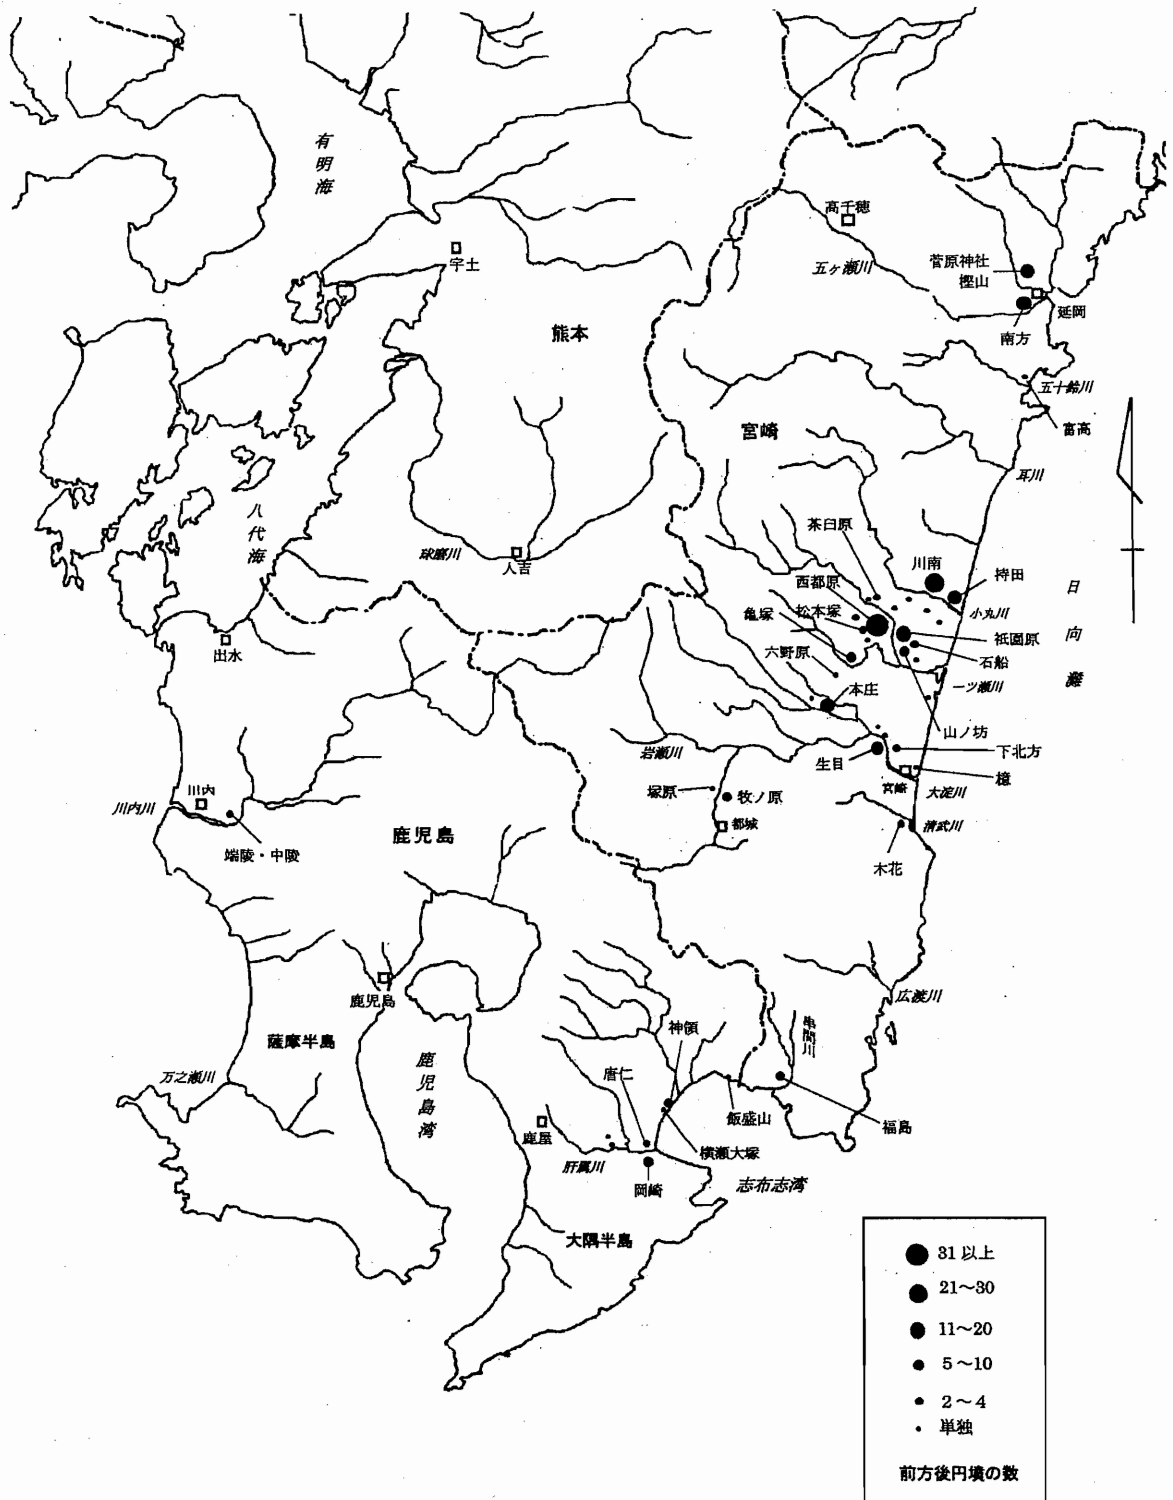 有明海
高千穂
宇土
五ヶ瀬川
菅原神社
樫山
延岡
南方
熊本
五十鈴川
富高
宮崎
耳川
八代海
球磨川
人吉
茶臼原
川南
持田
西都原
日向灘
小丸川
亀塚
松本塚
祇園原
石船
六野原
出水
一ツ瀬川
本庄
山ノ坊
岩瀬川
生目
下北方
檍
塚原
牧ノ原
宮崎
大淀川
川内川
川内
都城
清武川
鹿児島
端陵・中陵
木花
鹿児島
広渡川
薩摩半島
神領
串間川
鹿児島湾
万之瀬川
唐仁
飯盛山
福島
鹿屋
横瀬大塚
肝属川
岡崎
志布志湾
大隅半島
31以上
21～30
11～20
5～10
2～4
単独
前方後円墳の数